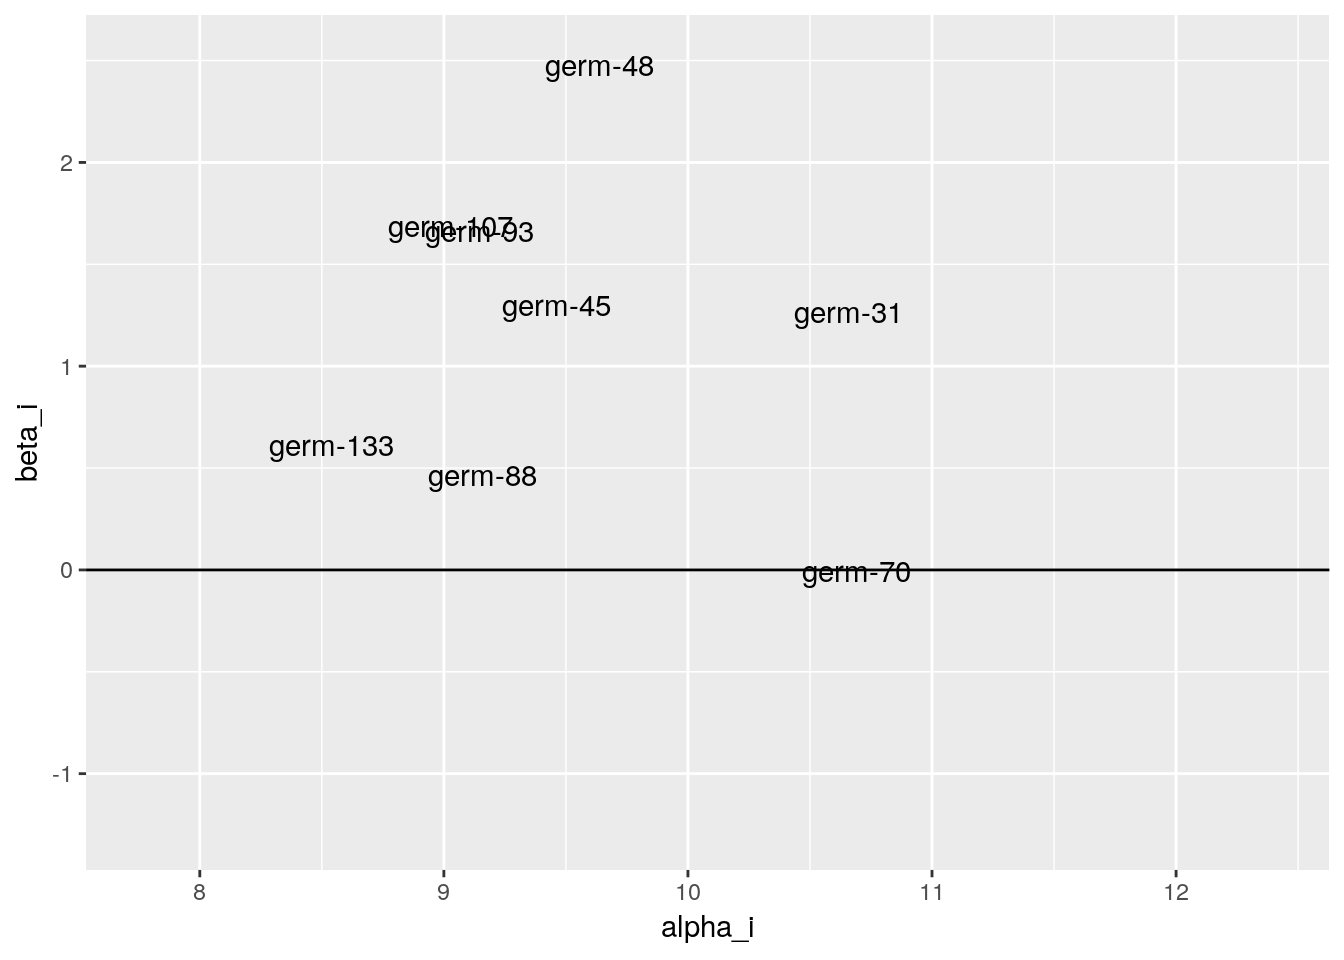 germ-48
2
germ-107
germ-93
germ-45
germ-31
1
germ-133
germ-88
0
germ-70
-1
beta_i
8 9 10 11 12
alpha_i